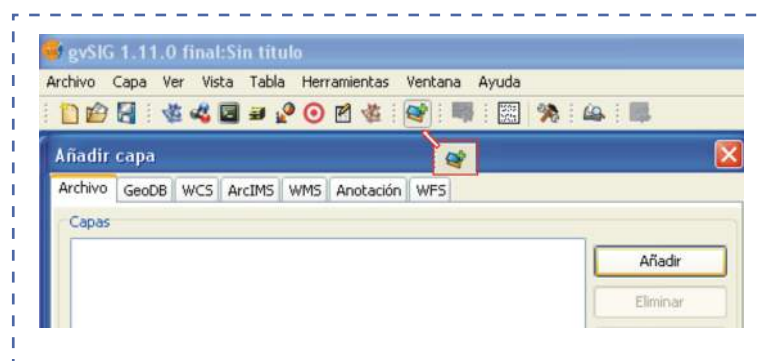 gvSIG 1.11.0 final:Sin título
Archivo Capa Ver Vista Tabla Herramientas Ventana Ayuda
Añadir capa
Archivo GeoDB WCS ArcIMS WMS Anotación WFS
Capas
Añadir
Eliminar